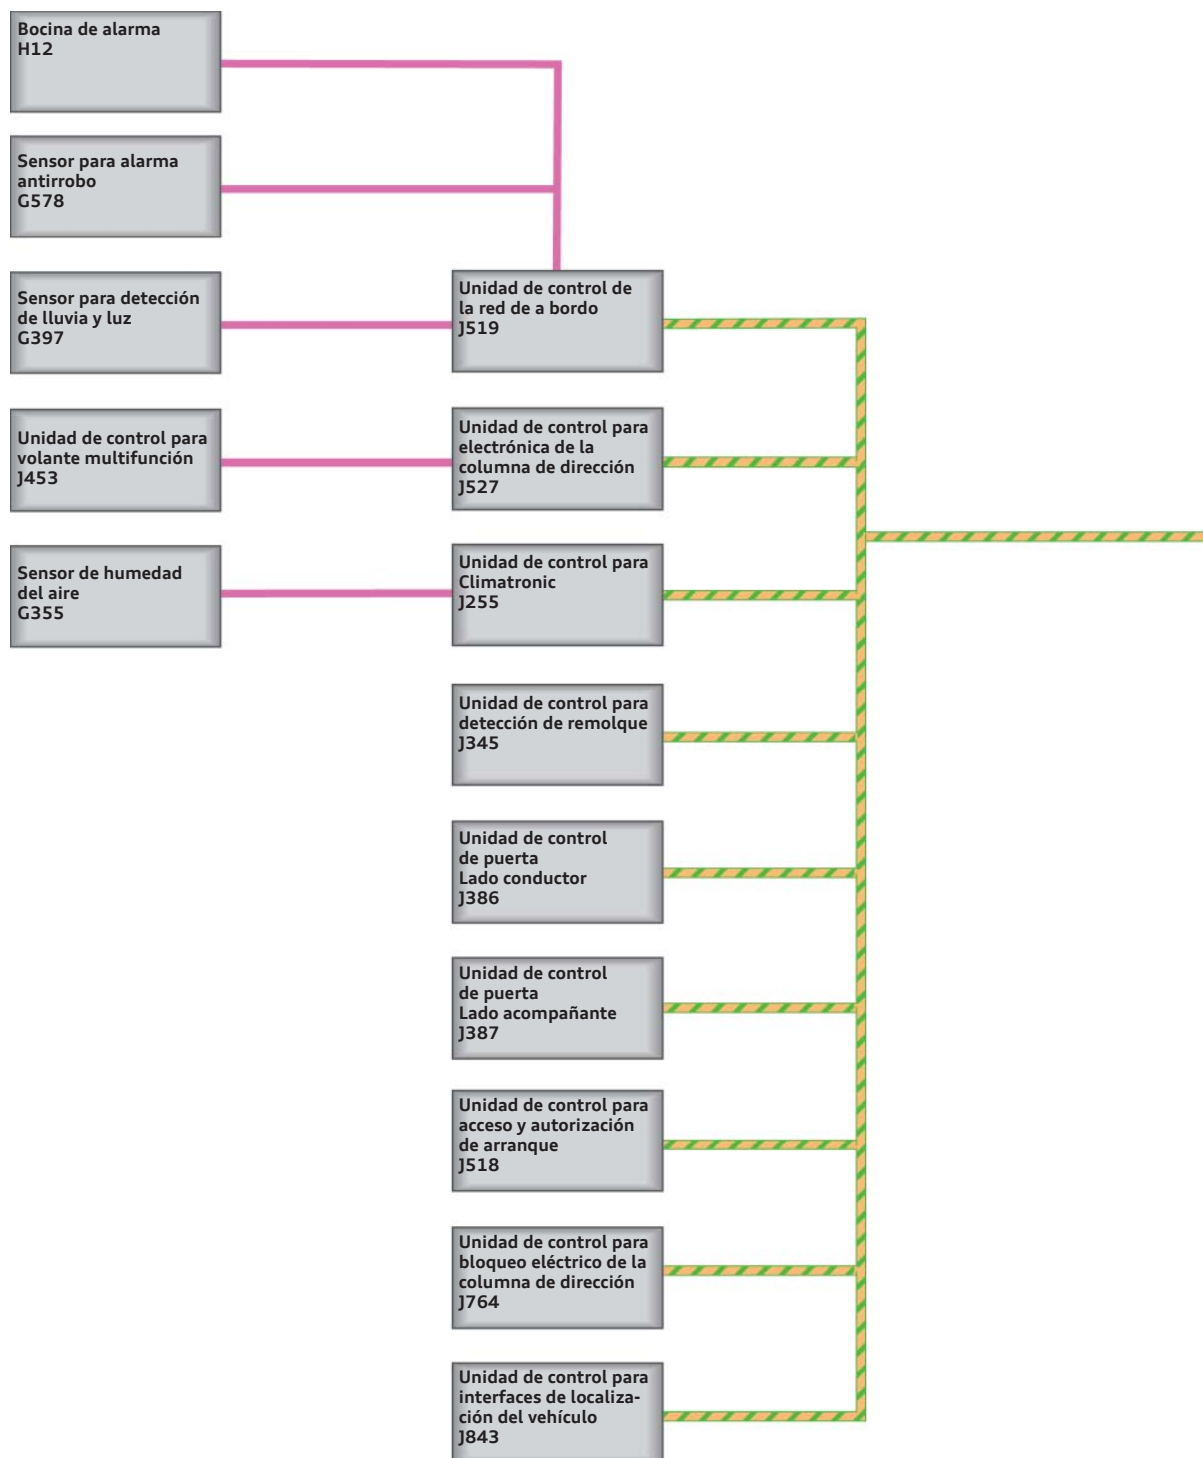 Bocina de alarma
H12
Sensor para alarma
antirrobo
G578
Sensor para detección
de lluvia y luz
G397
Unidad de control para
volante multifunción
J453
Sensor de humedad
del aire
G355
Unidad de control de
la red de a bordo
J519
Unidad de control para
electrónica de la
columna de dirección
J527
Unidad de control para
Climatronic
J255
Unidad de control para
detección de remolque
J345
Unidad de control
de puerta
Lado conductor
J386
Unidad de control
de puerta
Lado acompañante
J387
Unidad de control para
acceso y autorización
de arranque
J518
Unidad de control para
bloqueo eléctrico de la
columna de dirección
J764
Unidad de control para
interfaces de localiza-
ción del vehículo
J843